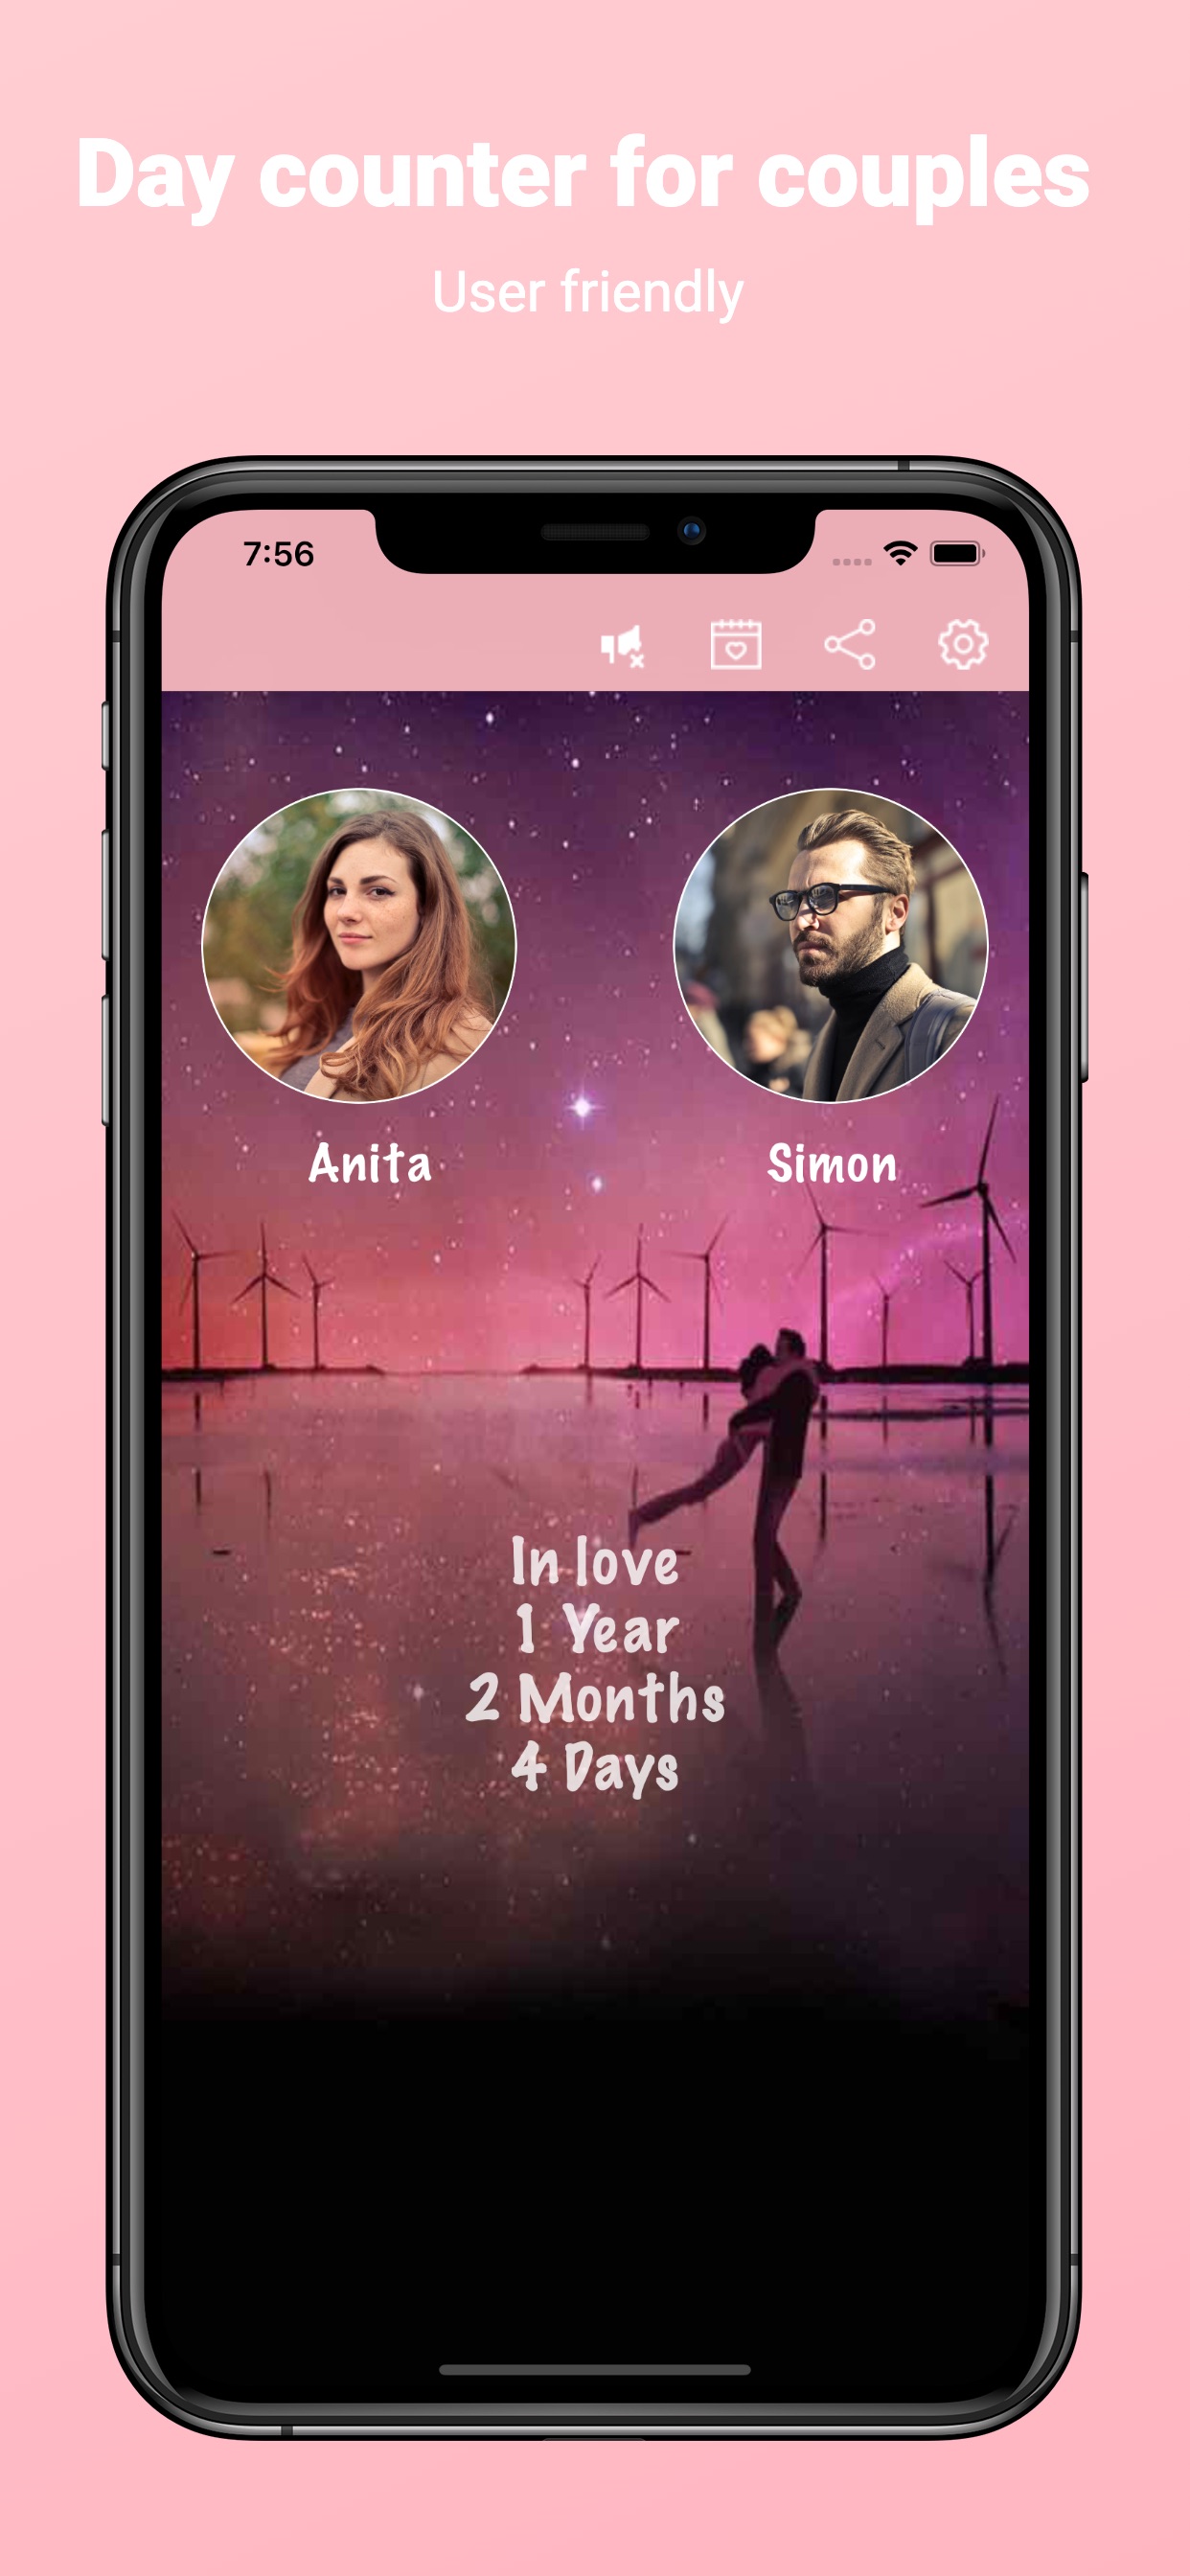 Day counter for couples
User friendly
7:56
Anita
Simon
In love
1 Year
2 Months
4 Days